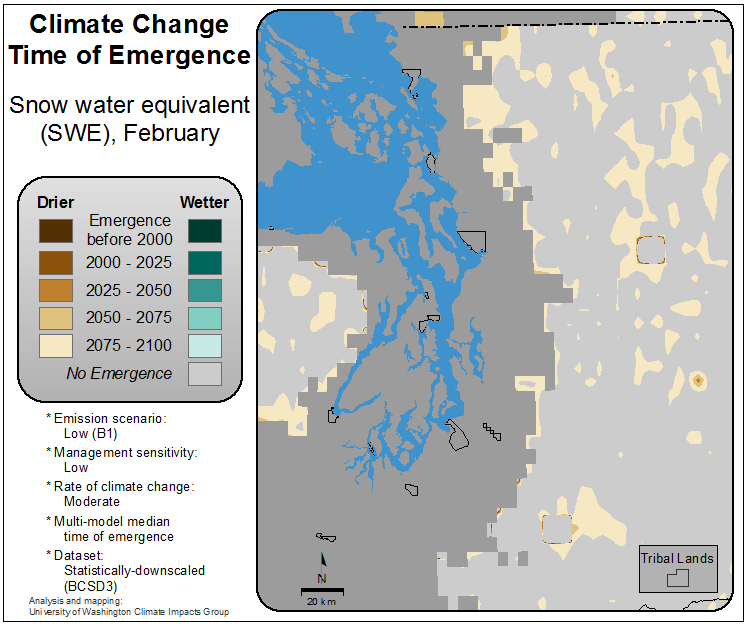 Climate Change
Time of Emergence
Snow water equivalent
(SWE), February
Drier
Wetter
Emergence
before 2000
2000 - 2025
2025 - 2050
2050 - 2075
2075 - 2100
No Emergence
* Emission scenario:
Low (B1)
* Management sensitivity:
Low
* Rate of climate change:
Moderate
* Multi-model median
time of emergence
* Dataset:
Statistically-downscaled
(BCSD3)
Analysis and mapping:
University of Washington Climate Impacts Group
N
20 km
Tribal Lands